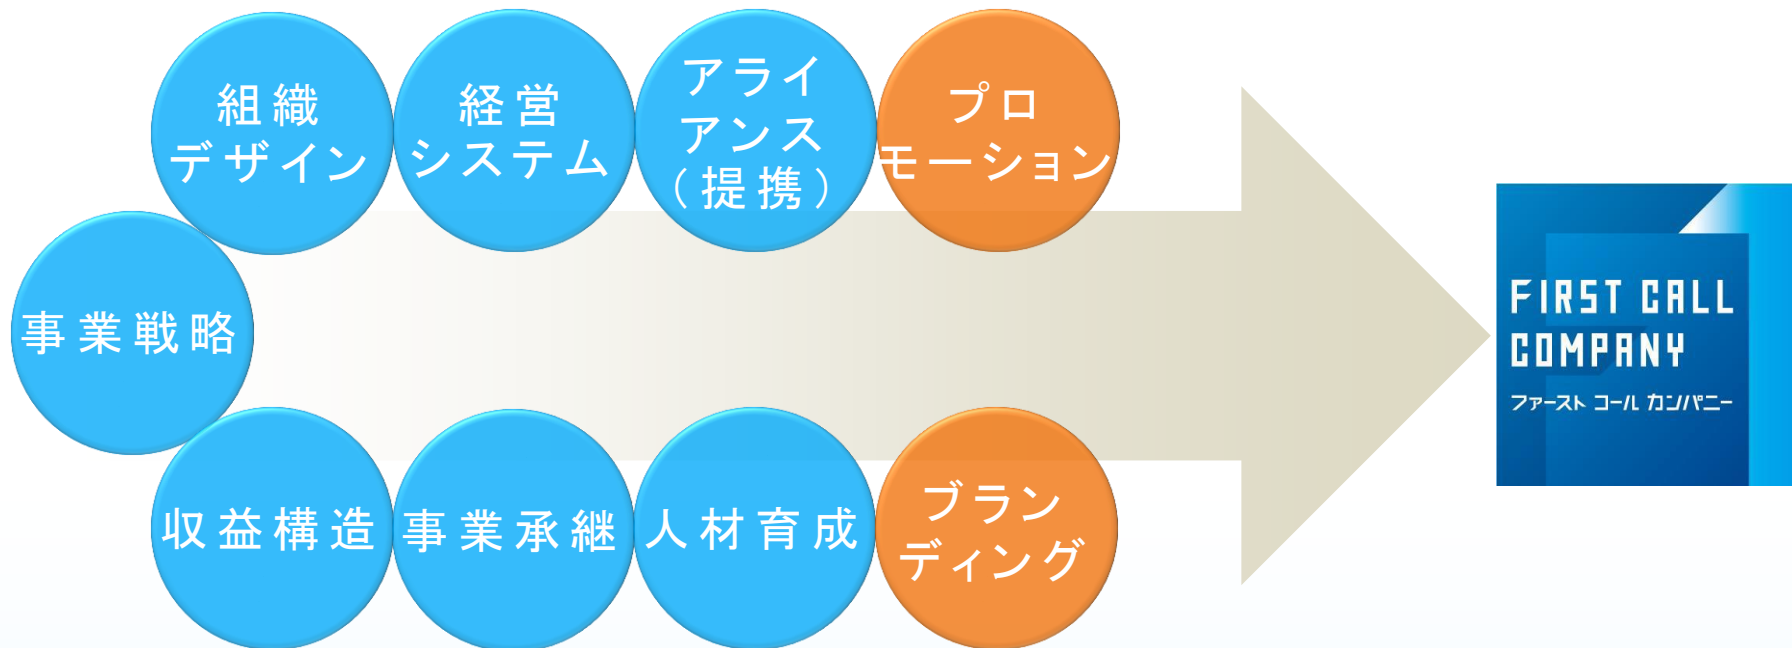 組織
デザイン
経営
システム
アライ
アンス
（提携）
プロ
モーション
事業戦略
収益構造
事業承継
人材育成
ブラン
ディング
FIRST CALL
COMPANY
ファースト コール カンパニー